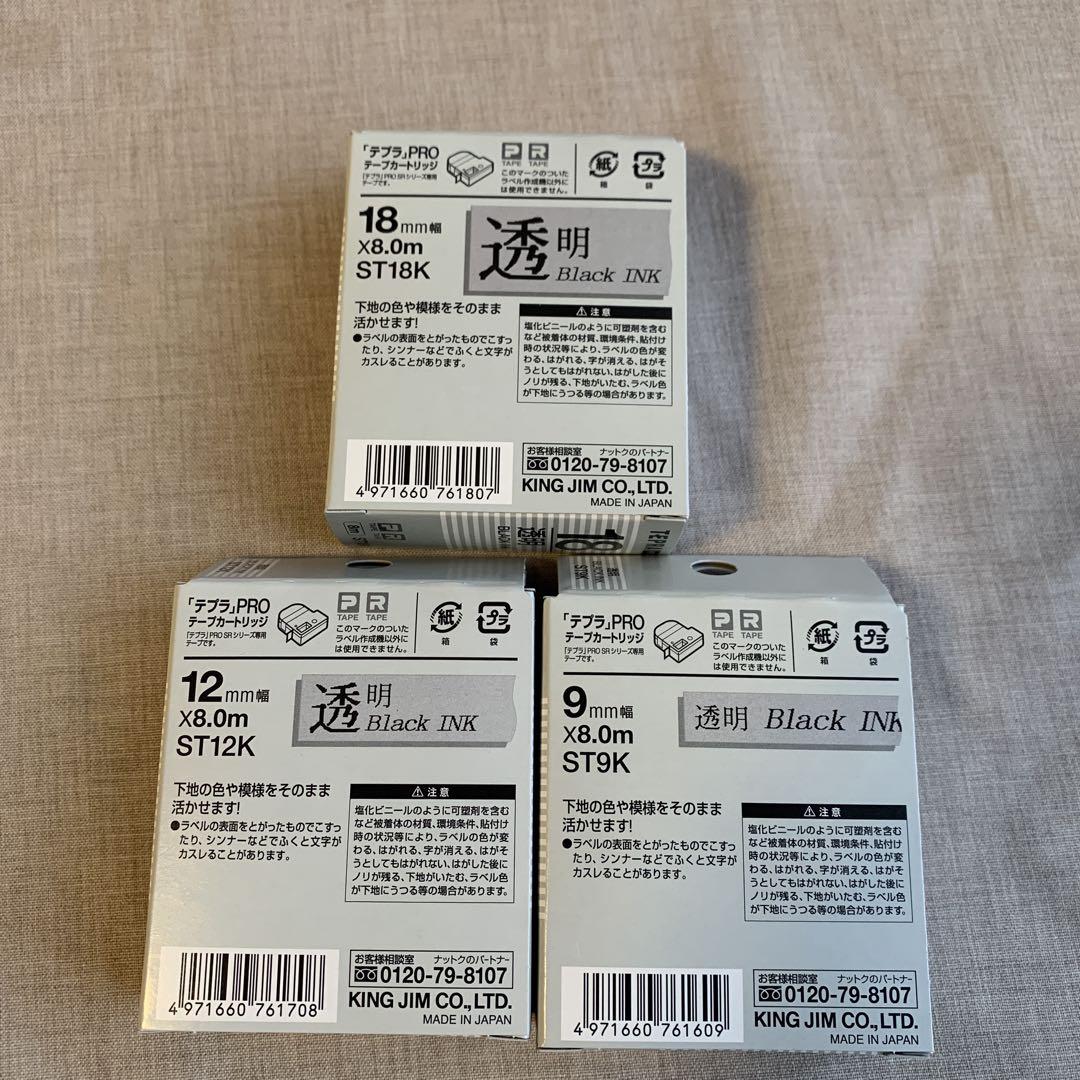 「テプラ」PRO
テープカートリッジ
「テプラ」PRO SRシリーズ専用
テープです。
P R
TAPE TAPE
このマークのついた
ラベル作成機以外に
は使用できません。
紙
箱
プラ
袋
18mm幅
X8.0m
ST18K
透明
Black INK
下地の色や模様をそのまま
活かせます!
●ラベルの表面をとがったものでこすっ
たり、シンナーなどでふくと文字が
カスレることがあります。
⚠注意
塩化ビニールのように可塑剤を含む
など被着体の材質、環境条件、貼付け
時の状況等により、ラベルの色が変
わる、はがれる、字が消える、はがそ
うとしてもはがれない、はがした後に
ノリが残る、下地がいたむ、ラベル色
が下地にうつる等の場合があります。
4 971660 761807
お客様相談室 ナットクのパートナー
0120-79-8107
KING JIM CO.,LTD.
MADE IN JAPAN
18
透明
「テプラ」PRO
テープカートリッジ
「テプラ」PRO SRシリーズ専用
テープです。
P R
TAPE TAPE
このマークのついた
ラベル作成機以外に
は使用できません。
紙
箱
プラ
袋
12mm幅
X8.0m
ST12K
透明
Black INK
下地の色や模様をそのまま
活かせます!
●ラベルの表面をとがったものでこすっ
たり、シンナーなどでふくと文字が
カスレることがあります。
⚠注意
塩化ビニールのように可塑剤を含む
など被着体の材質、環境条件、貼付け
時の状況等により、ラベルの色が変
わる、はがれる、字が消える、はがそ
うとしてもはがれない、はがした後に
ノリが残る、下地がいたむ、ラベル色
が下地にうつる等の場合があります。
4 971660 761708
お客様相談室 ナットクのパートナー
0120-79-8107
KING JIM CO.,LTD.
MADE IN JAPAN
ST9K
「テプラ」PRO
テープカートリッジ
「テプラ」PRO SRシリーズ専用
テープです。
P R
TAPE TAPE
このマークのついた
ラベル作成機以外に
は使用できません。
紙
箱
プラ
袋
9mm幅
X8.0m
ST9K
透明 Black INK
下地の色や模様をそのまま
活かせます!
●ラベルの表面をとがったものでこすっ
たり、シンナーなどでふくと文字が
カスレることがあります。
⚠注意
塩化ビニールのように可塑剤を含む
など被着体の材質、環境条件、貼付け
時の状況等により、ラベルの色が変
わる、はがれる、字が消える、はがそ
うとしてもはがれない、はがした後に
ノリが残る、下地がいたむ、ラベル色
が下地にうつる等の場合があります。
4 971660 761609
お客様相談室 ナットクのパートナー
0120-79-8107
KING JIM CO.,LTD.
MADE IN JAPAN